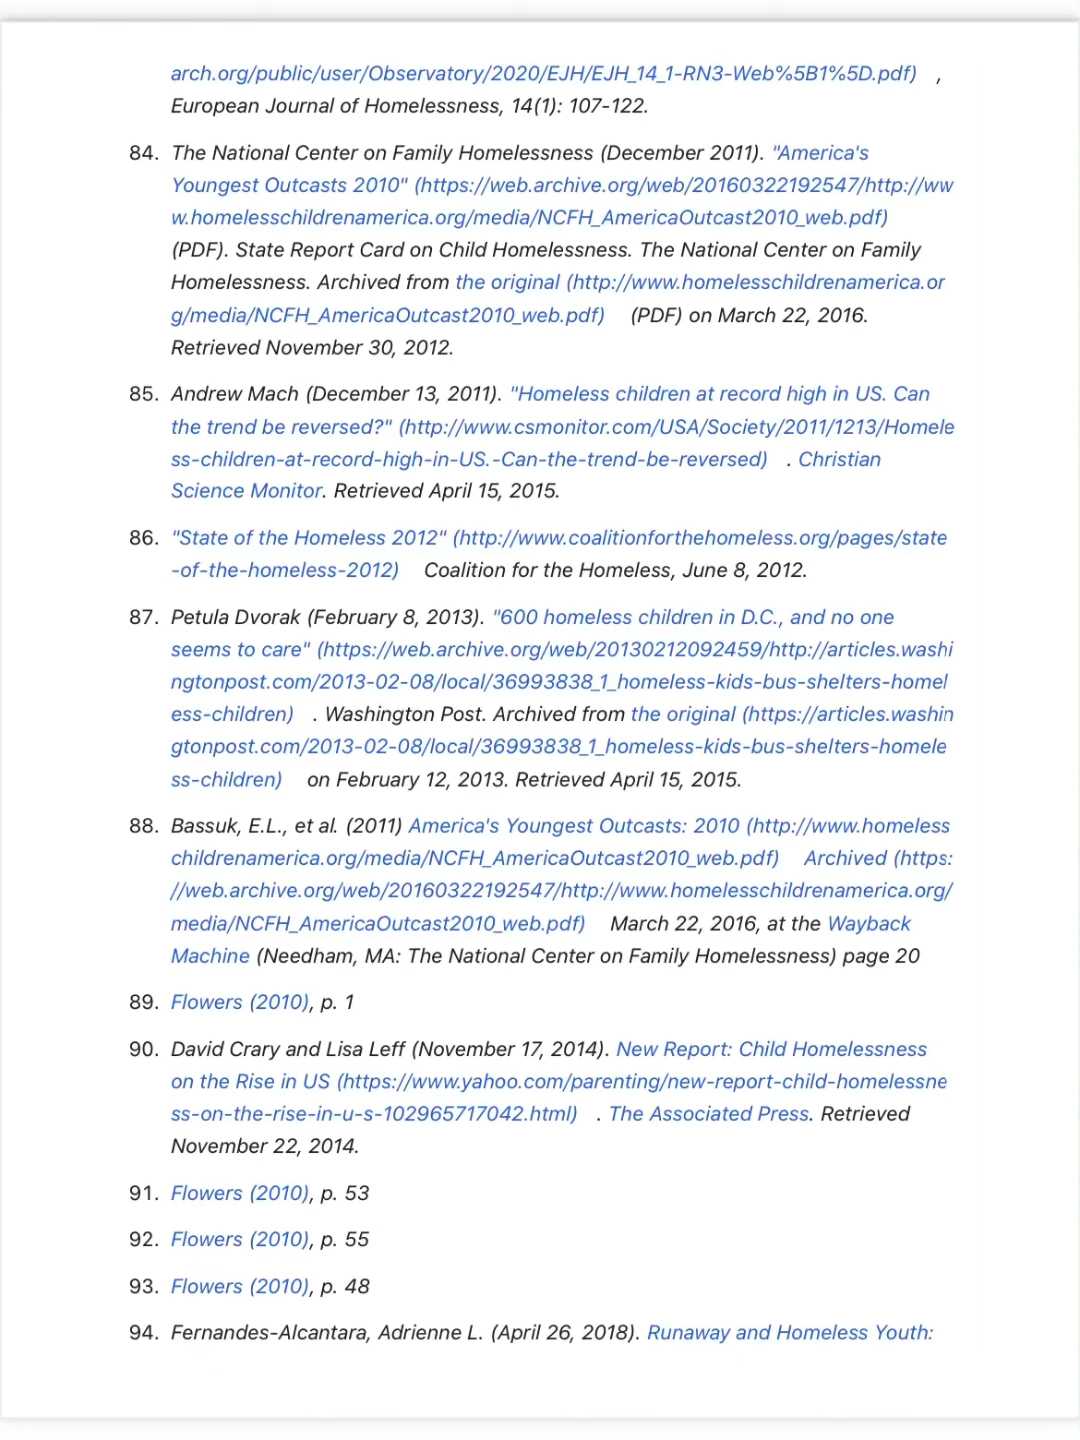 arch.org/public/user/Observatory/2020/EJH/EJH_14_1-RN3-Web%5B1%5D.pdf) ,
European Journal of Homelessness, 14(1): 107-122.
84. The National Center on Family Homelessness (December 2011). "America's
Youngest Outcasts 2010" (https://web.archive.org/web/20160322192547/http://ww
w.homelesschildrenamerica.org/media/NCFH_AmericaOutcast2010_web.pdf)
(PDF). State Report Card on Child Homelessness. The National Center on Family
Homelessness. Archived from the original (http://www.homelesschildrenamerica.or
g/media/NCFH_AmericaOutcast2010_web.pdf) (PDF) on March 22, 2016.
Retrieved November 30, 2012.
85. Andrew Mach (December 13, 2011). "Homeless children at record high in US. Can
the trend be reversed?" (http://www.csmonitor.com/USA/Society/2011/1213/Homele
ss-children-at-record-high-in-US.-Can-the-trend-be-reversed) . Christian
Science Monitor. Retrieved April 15, 2015.
86. "State of the Homeless 2012" (http://www.coalitionforthehomeless.org/pages/state
-of-the-homeless-2012) Coalition for the Homeless, June 8, 2012.
87. Petula Dvorak (February 8, 2013). "600 homeless children in D.C., and no one
seems to care" (https://web.archive.org/web/20130212092459/http://articles.washi
ngtonpost.com/2013-02-08/local/36993838_1_homeless-kids-bus-shelters-homel
ess-children) . Washington Post. Archived from the original (https://articles.washin
gtonpost.com/2013-02-08/local/36993838_1_homeless-kids-bus-shelters-homele
ss-children) on February 12, 2013. Retrieved April 15, 2015.
88. Bassuk, E.L., et al. (2011) America's Youngest Outcasts: 2010 (http://www.homeless
childrenamerica.org/media/NCFH_AmericaOutcast2010_web.pdf) Archived (https:
//web.archive.org/web/20160322192547/http://www.homelesschildrenamerica.org/
media/NCFH_AmericaOutcast2010_web.pdf) March 22, 2016, at the Wayback
Machine (Needham, MA: The National Center on Family Homelessness) page 20
89. Flowers (2010), p. 1
90. David Crary and Lisa Leff (November 17, 2014). New Report: Child Homelessness
on the Rise in US (https://www.yahoo.com/parenting/new-report-child-homelessne
ss-on-the-rise-in-u-s-102965717042.html) . The Associated Press. Retrieved
November 22, 2014.
91. Flowers (2010), p. 53
92. Flowers (2010), p. 55
93. Flowers (2010), p. 48
94. Fernandes-Alcantara, Adrienne L. (April 26, 2018). Runaway and Homeless Youth: